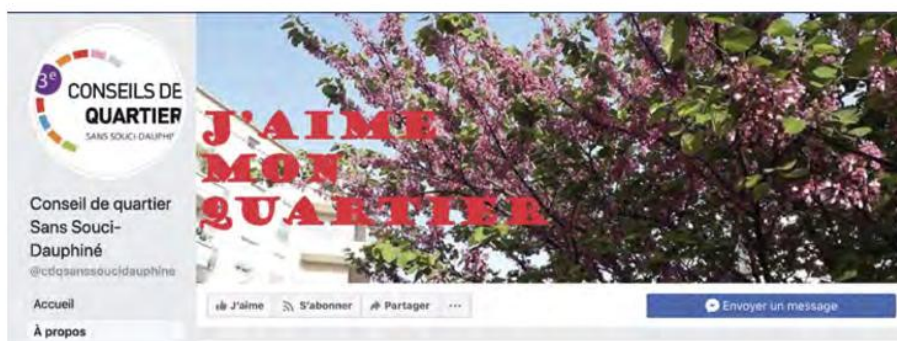 3e
CONSEILS DE
QUARTIER
SANS SOUCI-DAUPHI
J'AIME
MON
QUARTIER
Conseil de quartier
Sans Souci-
Dauphiné
@cdqsanssoucidauphine
Accueil
À propos
J'aime
S'abonner
Partager
...
Envoyer un message